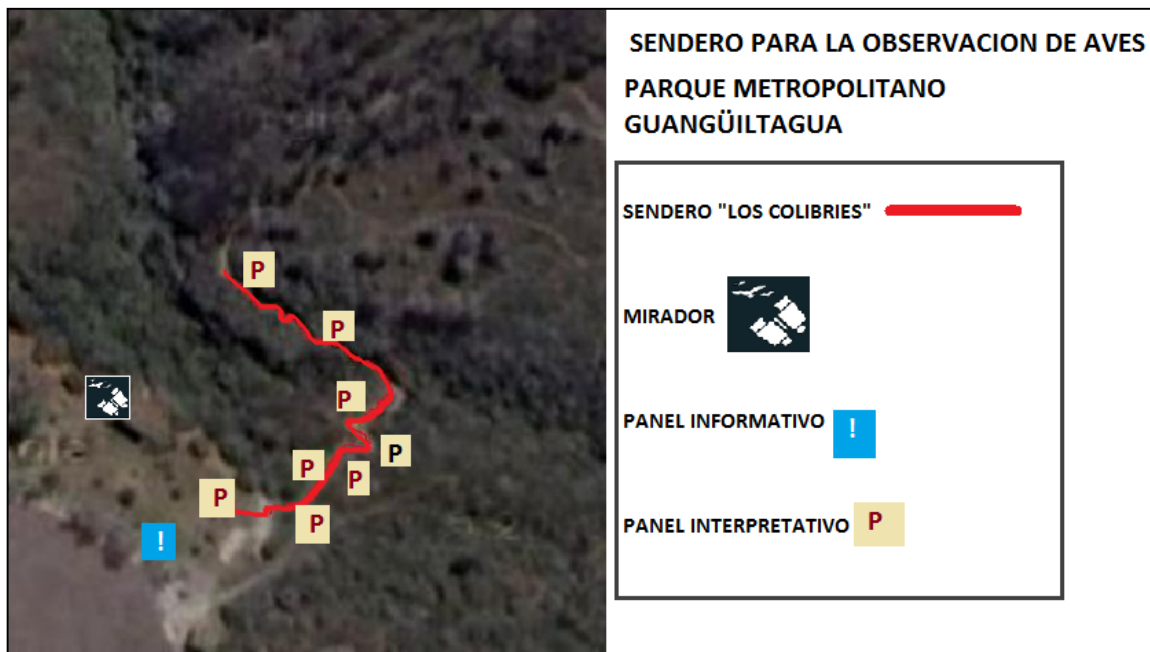 SENDERO PARA LA OBSERVACION DE AVES
PARQUE METROPOLITANO
GUANGÜILTAGUA
SENDERO "LOS COLIBRIES"
MIRADOR
PANEL INFORMATIVO !
PANEL INTERPRETATIVO P
P
P
P
P
P
P
P
P
!